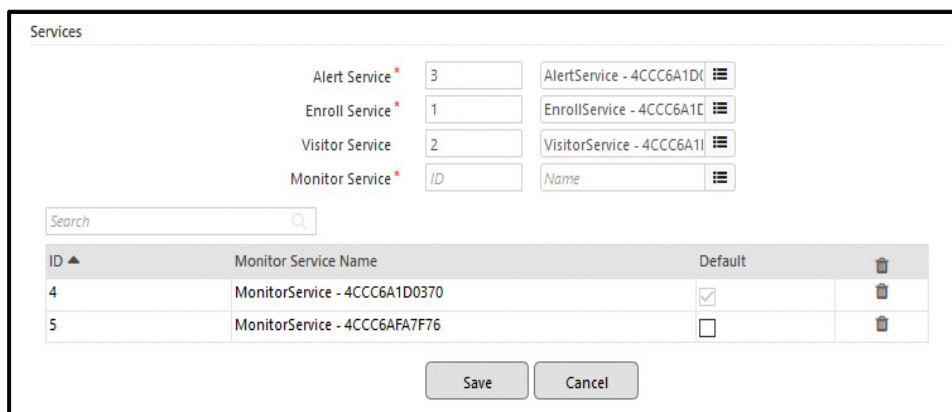 Services
Alert Service * 3 AlertService - 4CCC6A1D(
Enroll Service * 1 EnrollService - 4CCC6A1D
Visitor Service 2 VisitorService - 4CCC6A1I
Monitor Service * ID Name
Search
ID Monitor Service Name Default
4 MonitorService - 4CCC6A1D0370
5 MonitorService - 4CCC6AFA7F76
Save Cancel